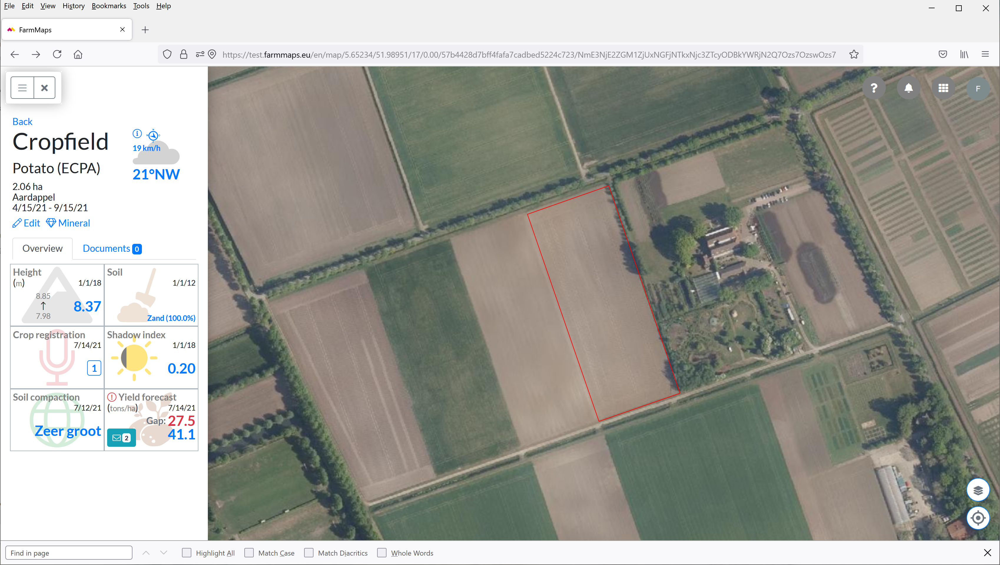 File Edit View History Bookmarks Tools Help
FarmMaps
https://test.farmmaps.eu/en/map/5.65234/51.98951/17/0.00/57b4428d7bff4fafa7cadbed5224c723/NmE3NjE2ZGM1ZjUxNGFjNTkxNjc3ZTcyODBkYWRjN2Q7Ozs7OzswOzs7
? F
Back
Cropfield
N
W O
Z
19 km/h
Potato (ECPA)
21°NW
2.06 ha
Aardappel
4/15/21 - 9/15/21
Edit Mineral
Overview Documents 0
Height
(m) 1/1/18
8.85
↑ 8.37
7.98
Soil
1/1/12
Zand (100.0%)
Crop registration
7/14/21
1
Shadow index
1/1/18
0.20
Soil compaction
7/12/21
Zeer groot
! Yield forecast
(tons/ha) 7/14/21
Gap: 27.5
2 41.1
Find in page Highlight All Match Case Match Diacritics Whole Words